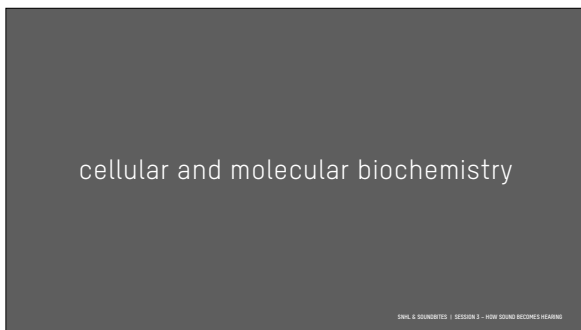 cellular and molecular biochemistry
SNHL & SOUNDBITES | SESSION 3 – HOW SOUND BECOMES HEARING